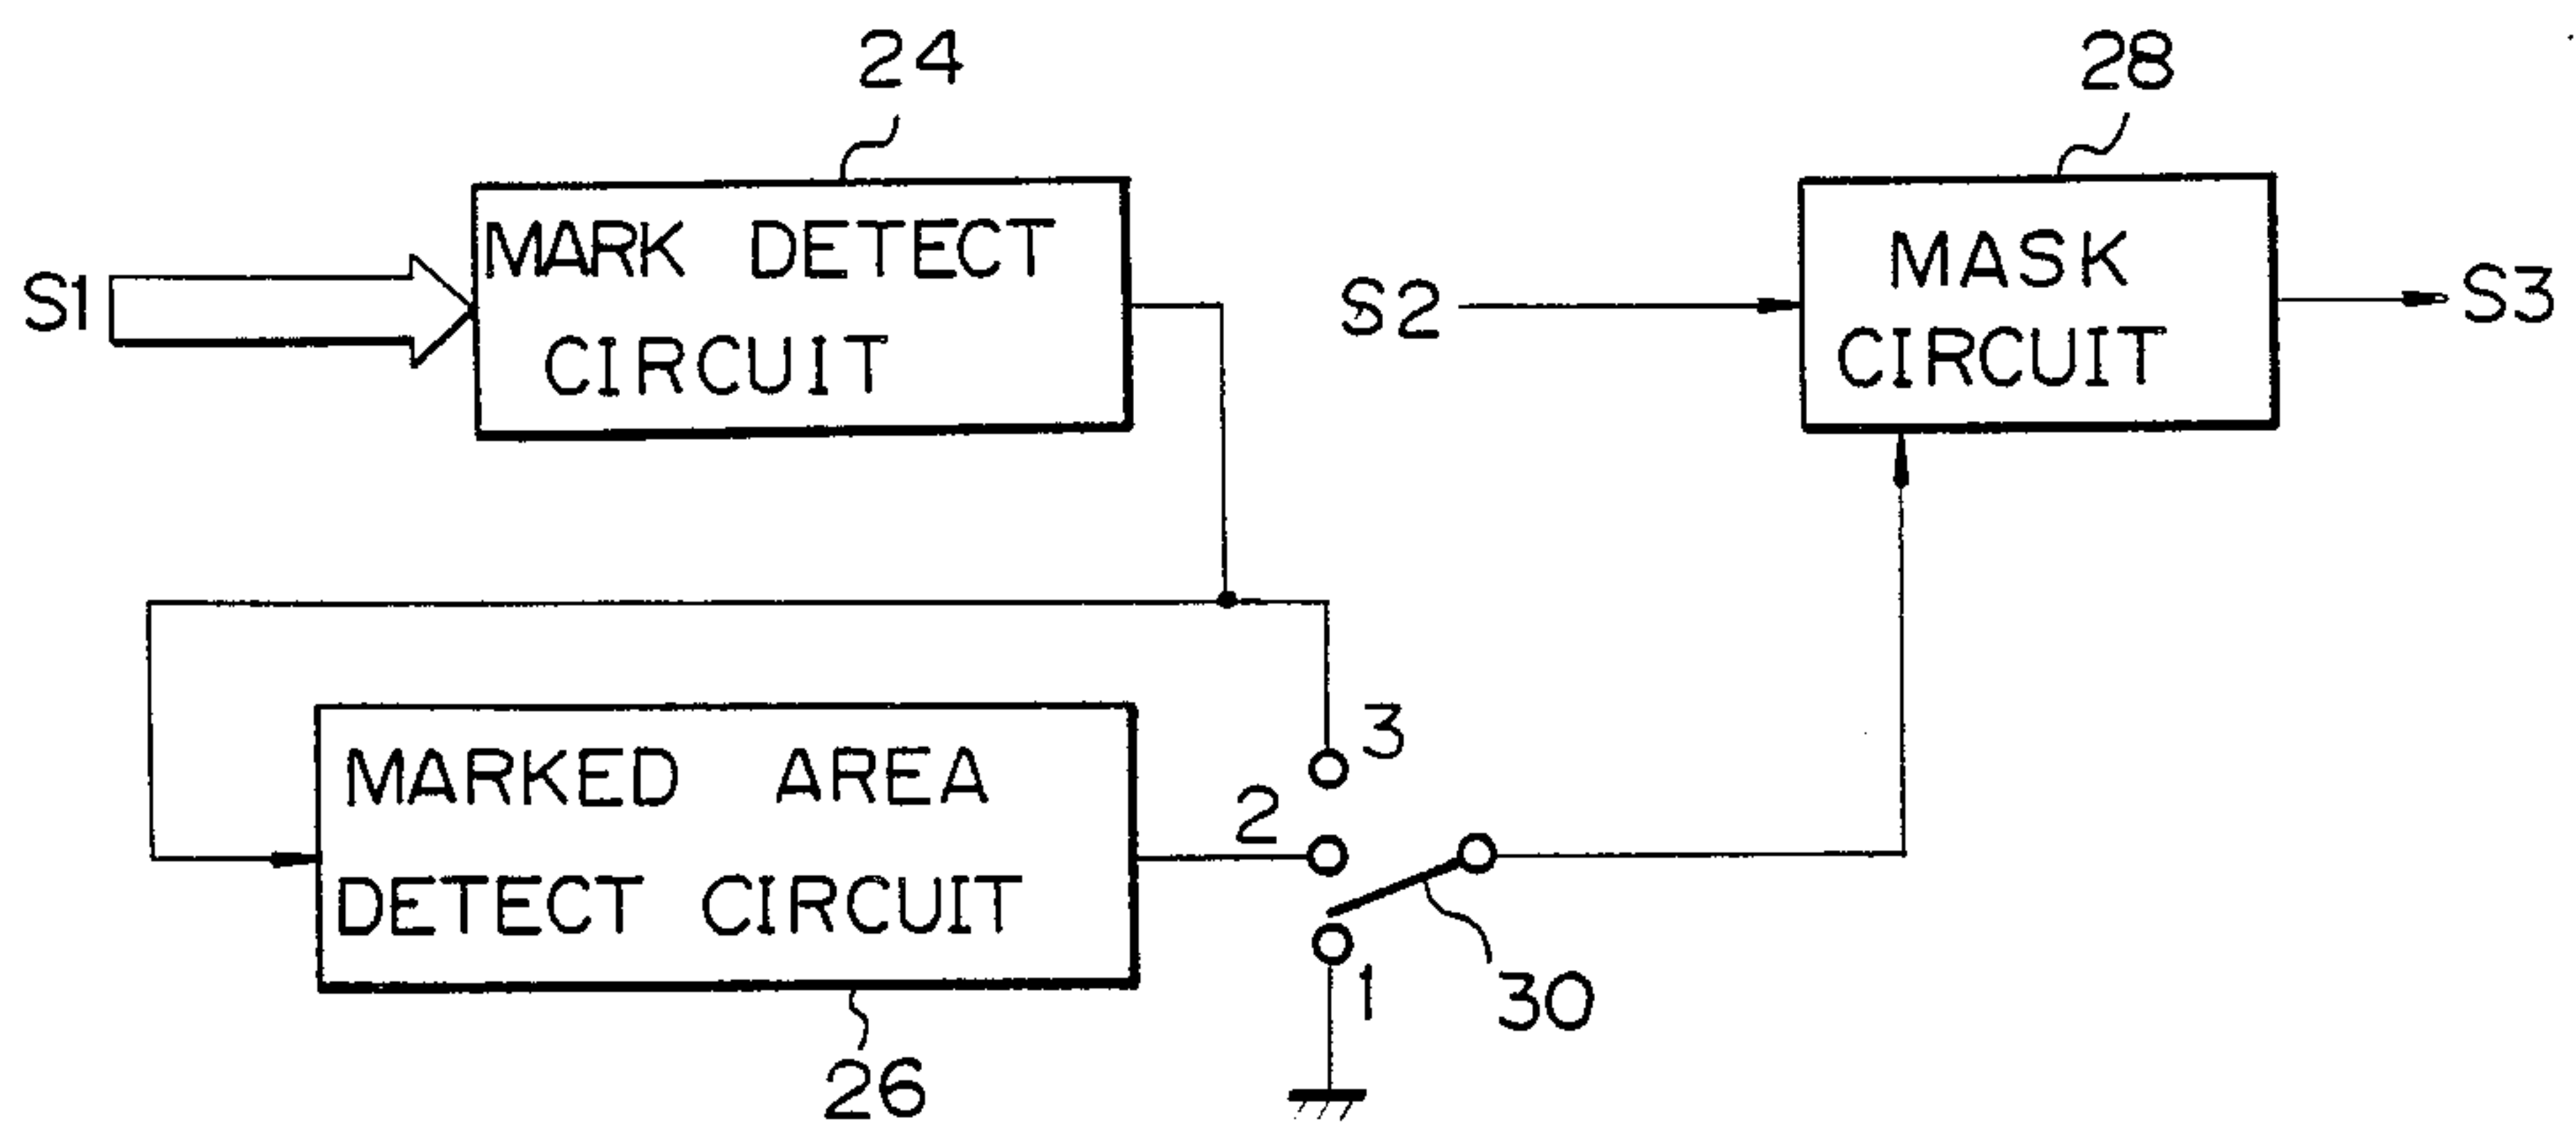 24
28
S1
MARK DETECT
CIRCUIT
S2
MASK
CIRCUIT
S3
3
2
1
MARKED AREA
DETECT CIRCUIT
30
26